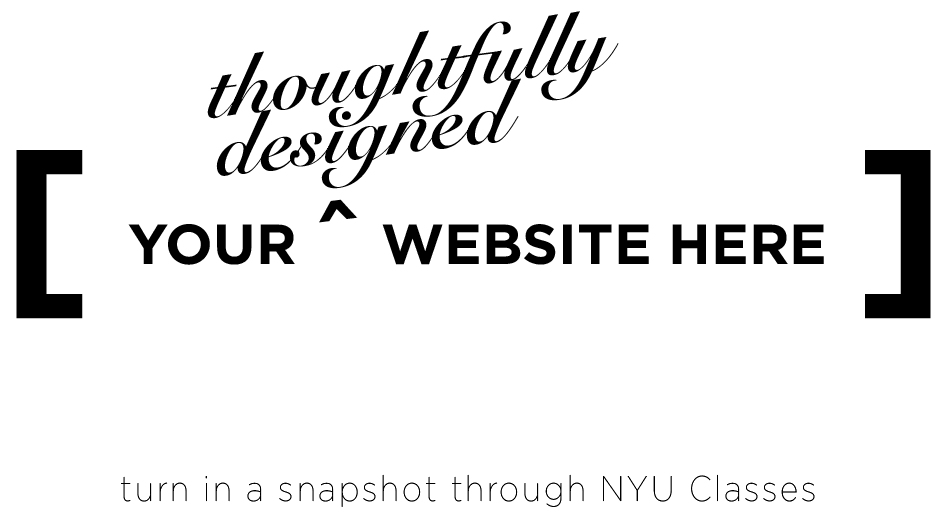 thoughtfully
designed
[ YOUR ^ WEBSITE HERE ]
turn in a snapshot through NYU Classes